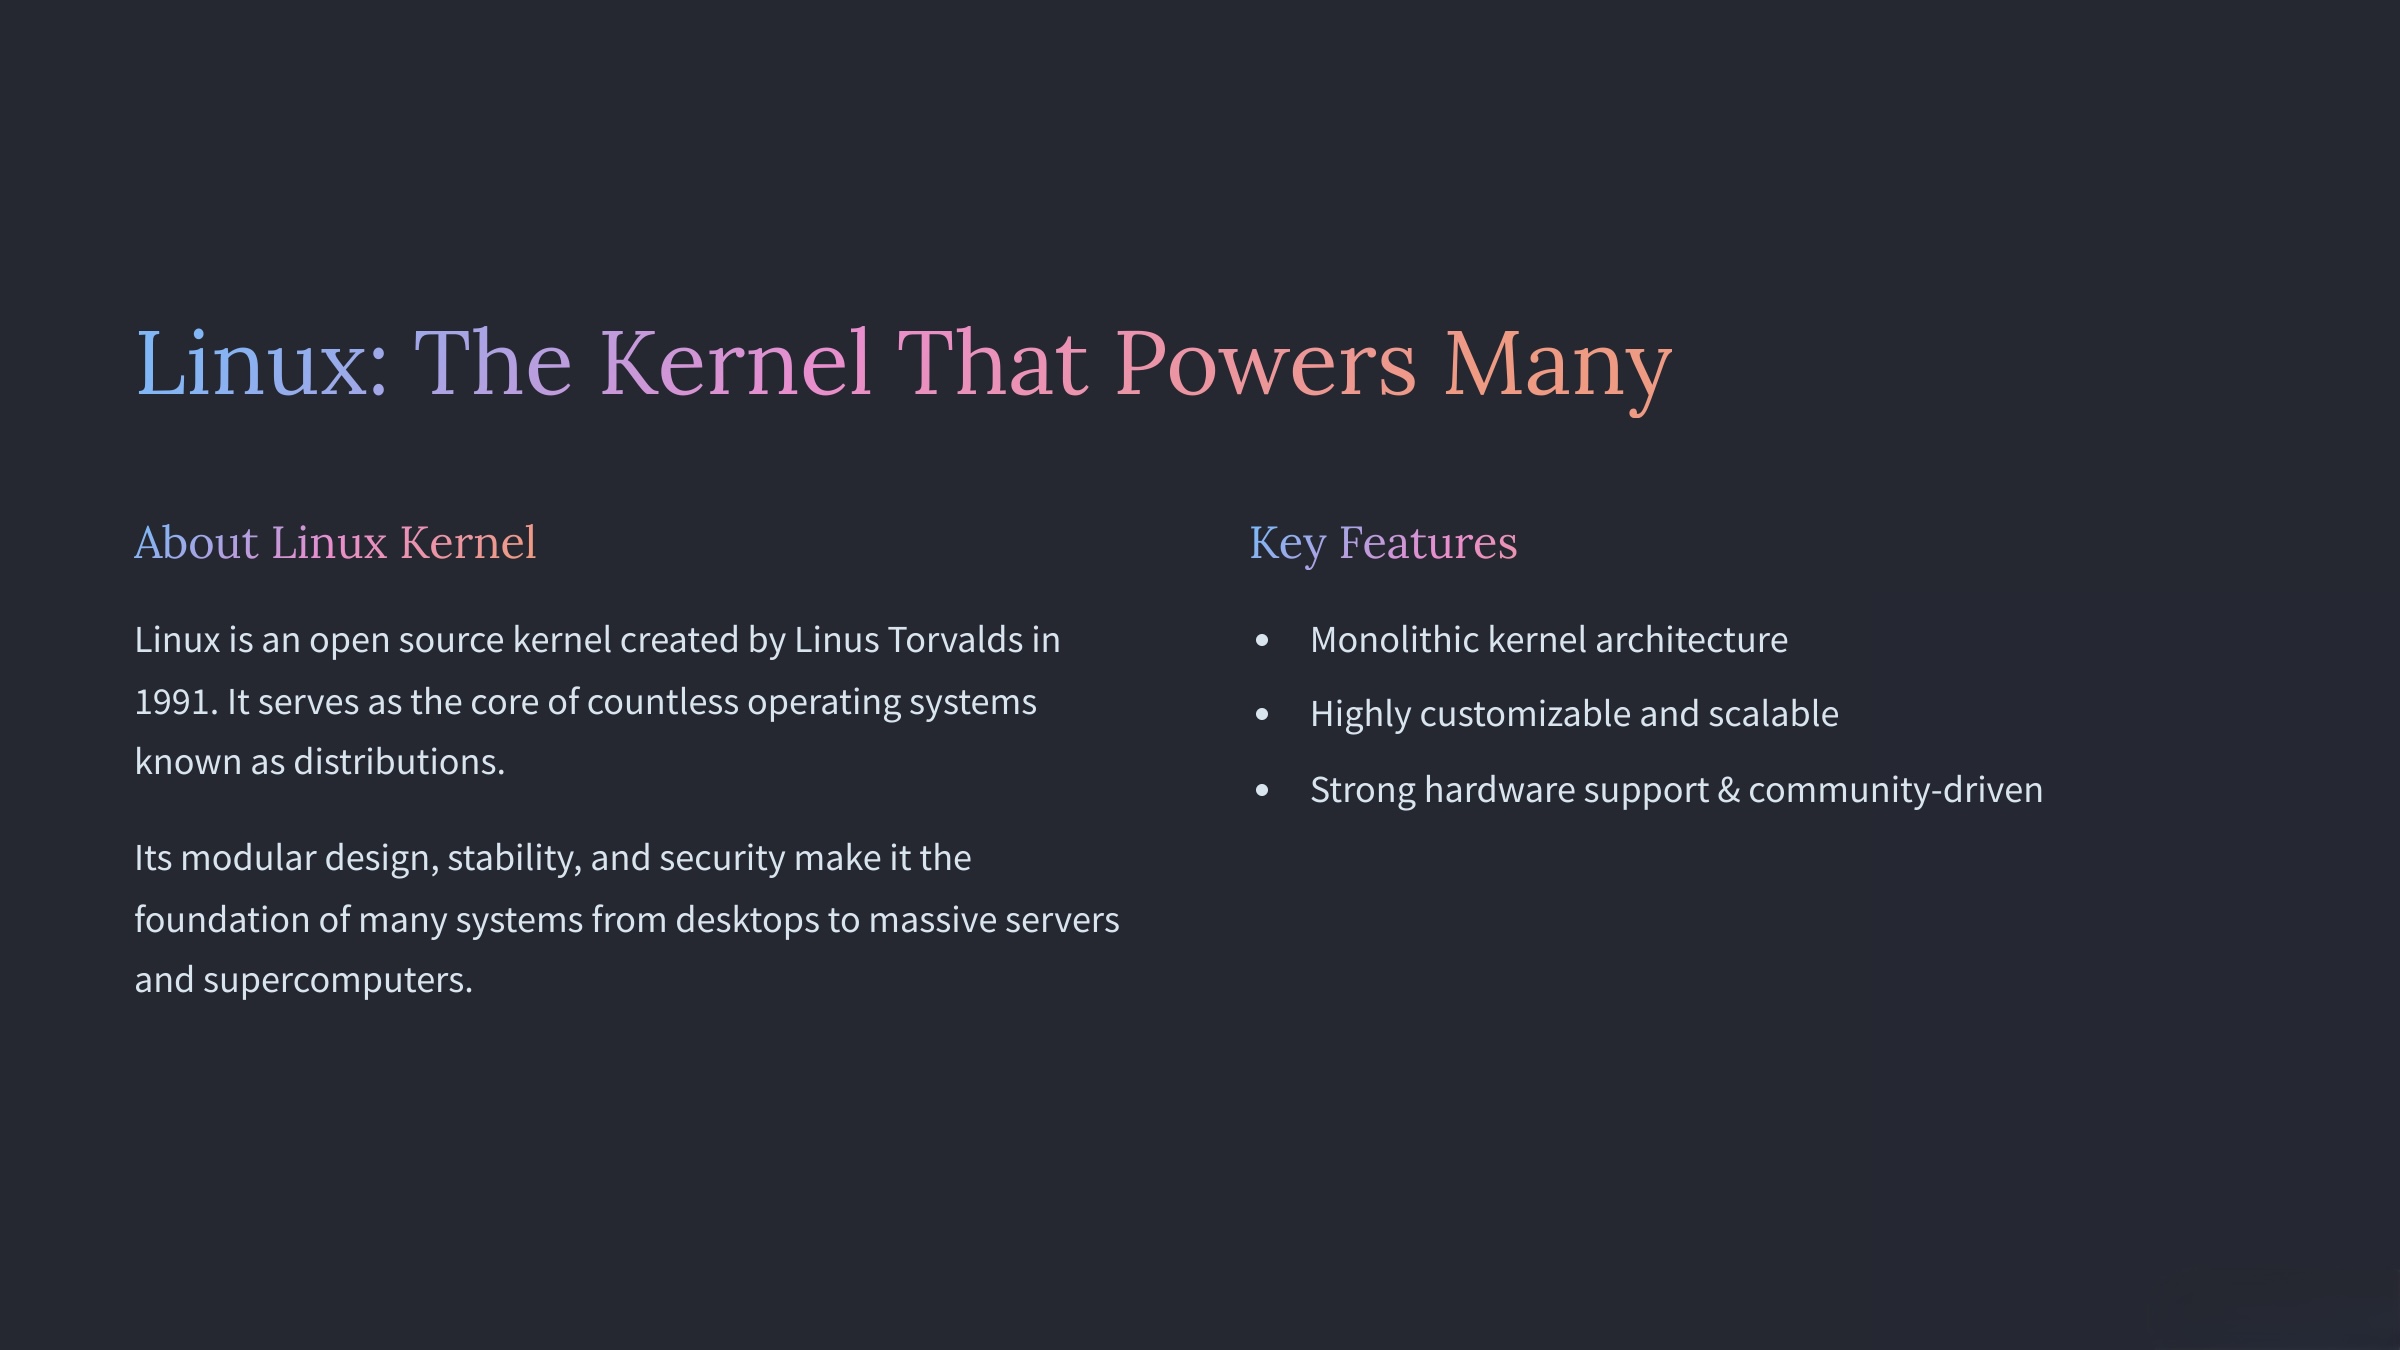 Linux: The Kernel That Powers Many
About Linux Kernel
Linux is an open source kernel created by Linus Torvalds in
1991. It serves as the core of countless operating systems
known as distributions.
Its modular design, stability, and security make it the
foundation of many systems from desktops to massive servers
and supercomputers.
Key Features
• Monolithic kernel architecture
• Highly customizable and scalable
• Strong hardware support & community-driven